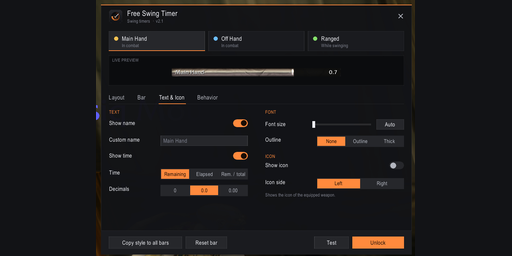 Free Swing Timer
Swing timers v2.1
Main Hand
In combat
Off Hand
In combat
Ranged
While swinging
LIVE PREVIEW
Main Hand
0.7
Layout Bar Text & Icon Behavior
TEXT
Show name
Custom name Main Hand
Show time
Time Remaining Elapsed Rem. / total
Decimals 0 0.0 0.00
FONT
Font size Auto
Outline None Outline Thick
ICON
Show icon
Icon side Left Right
Shows the icon of the equipped weapon.
Copy style to all bars Reset bar Test Unlock